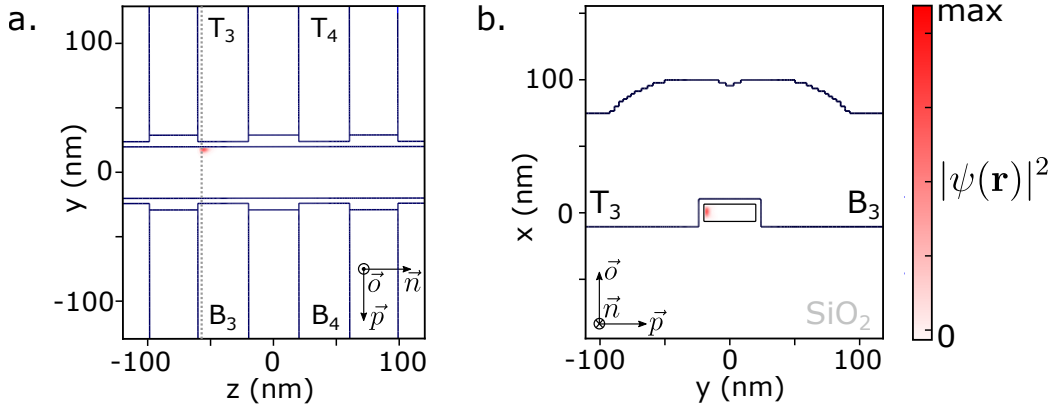 a.
100
0
-100
y (nm)
T₃
T₄
B₃
B₄
o⃗
n⃗
p⃗
-100
0
100
z (nm)
b.
100
0
x (nm)
T₃
B₃
o⃗
n⃗
p⃗
SiO₂
-100
0
100
y (nm)
max
|ψ(r)|²
0